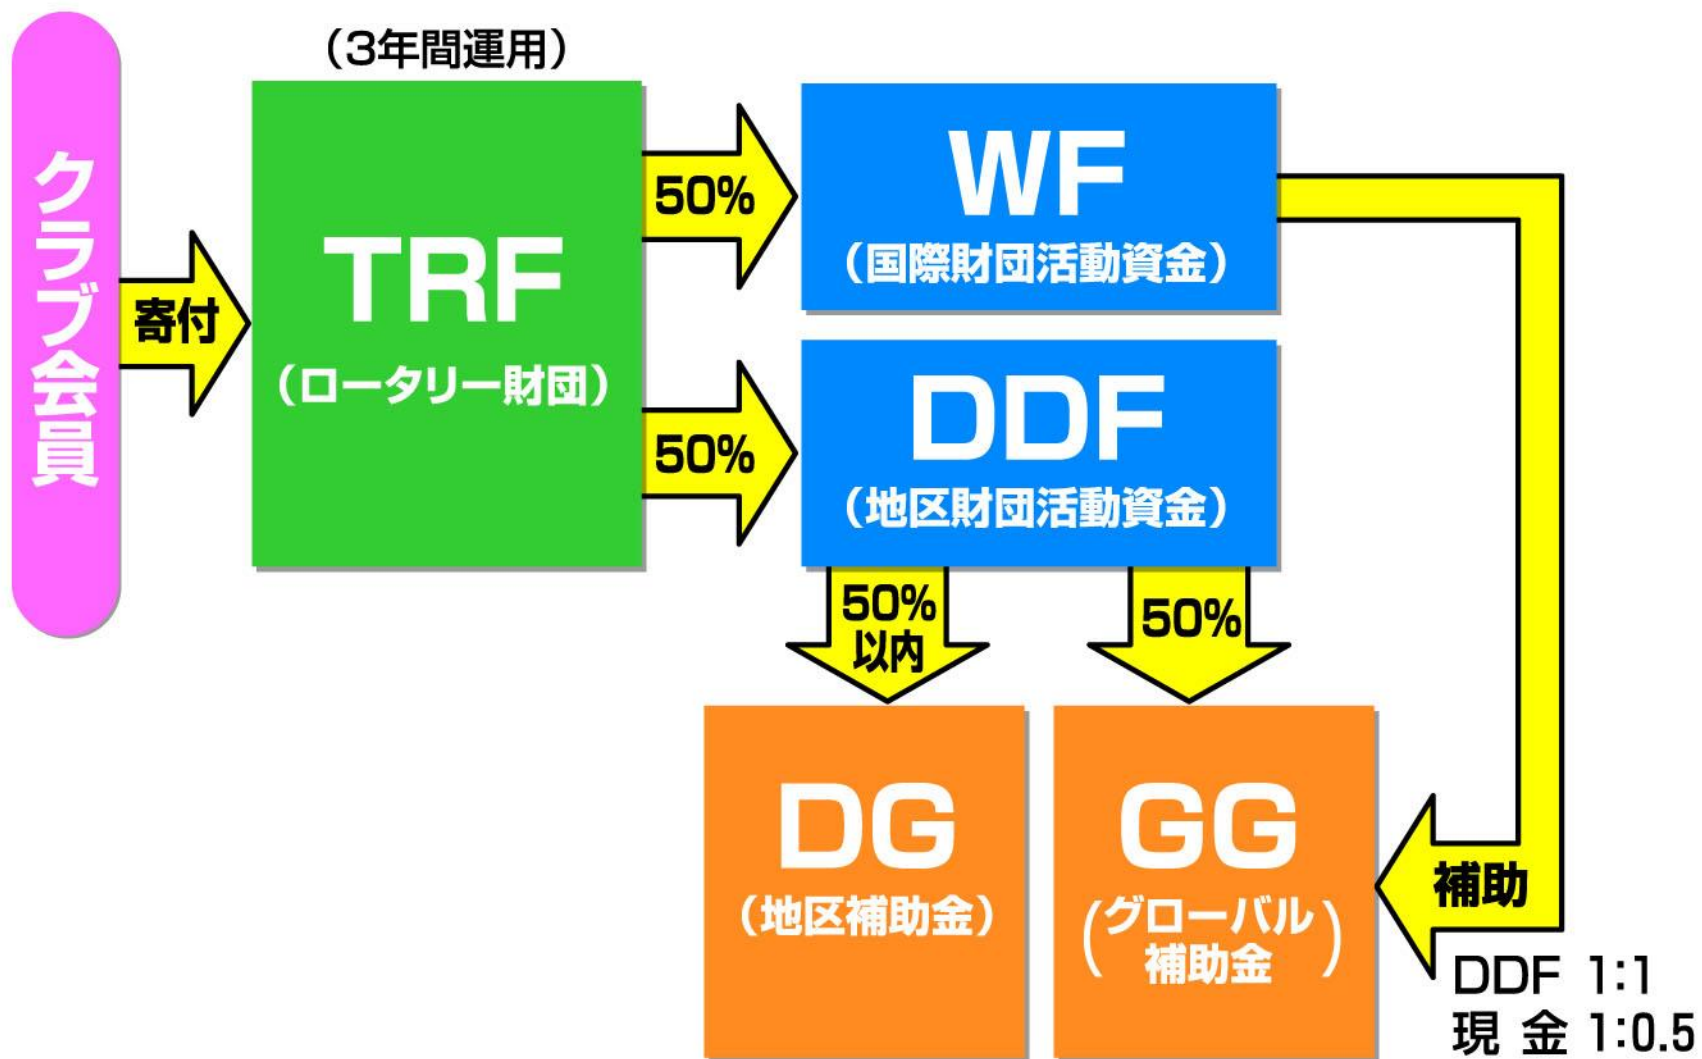 クラブ会員
寄付
（3年間運用）
TRF
（ロータリー財団）
50%
50%
WF
（国際財団活動資金）
DDF
（地区財団活動資金）
50%
以内
50%
DG
（地区補助金）
GG
（グローバル
補助金）
補助
DDF 1:1
現 金 1:0.5